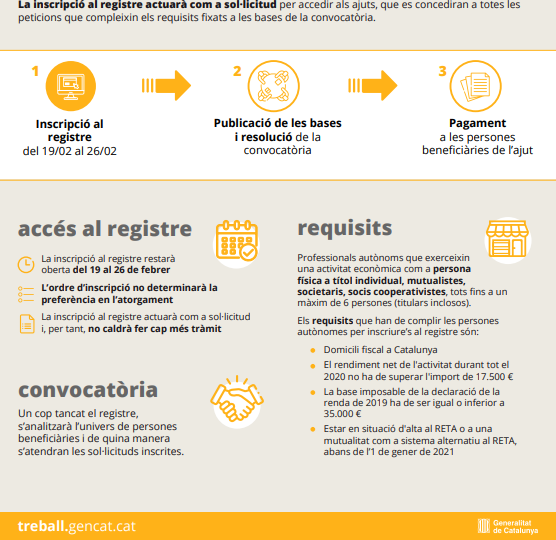 La inscripció al registre actuarà com a sol·licitud per accedir als ajuts, que es concediran a totes les
peticions que compleixin els requisits fixats a les bases de la convocatòria.
1
Inscripció al
registre
del 19/02 al 26/02
2
Publicació de les bases
i resolució de la
convocatòria
3
Pagament
a les persones
beneficiàries de l'ajut
accés al registre
La inscripció al registre restarà
oberta del 19 al 26 de febrer
L'ordre d'inscripció no determinarà la
preferència en l'atorgament
La inscripció al registre actuarà com a sol·licitud
i, per tant, no caldrà fer cap més tràmit
convocatòria
Un cop tancat el registre,
s'analitzarà l'univers de persones
beneficiàries i de quina manera
s'atendran les sol·licituds inscrites.
requisits
Professionals autònoms que exerceixin
una activitat econòmica com a persona
física a títol individual, mutualistes,
societaris, socis cooperativistes, tots fins a un
màxim de 6 persones (titulars inclosos).
Els requisits que han de complir les persones
autònomes per inscriure's al registre són:
Domicili fiscal a Catalunya
El rendiment net de l'activitat durant tot el
2020 no ha de superar l'import de 17.500 €
La base imposable de la declaració de la
renda de 2019 ha de ser igual o inferior a
35.000 €
Estar en situació d'alta al RETA o a una
mutualitat com a sistema alternatiu al RETA,
abans de l'1 de gener de 2021
treball.gencat.cat
Generalitat
de Catalunya